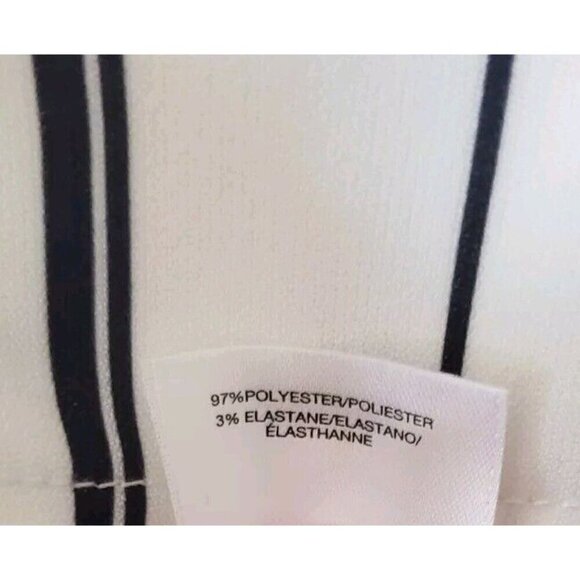 97%POLYESTER/POLIESTER
3% ELASTANE/ELASTANO/
ÉLASTHANNE